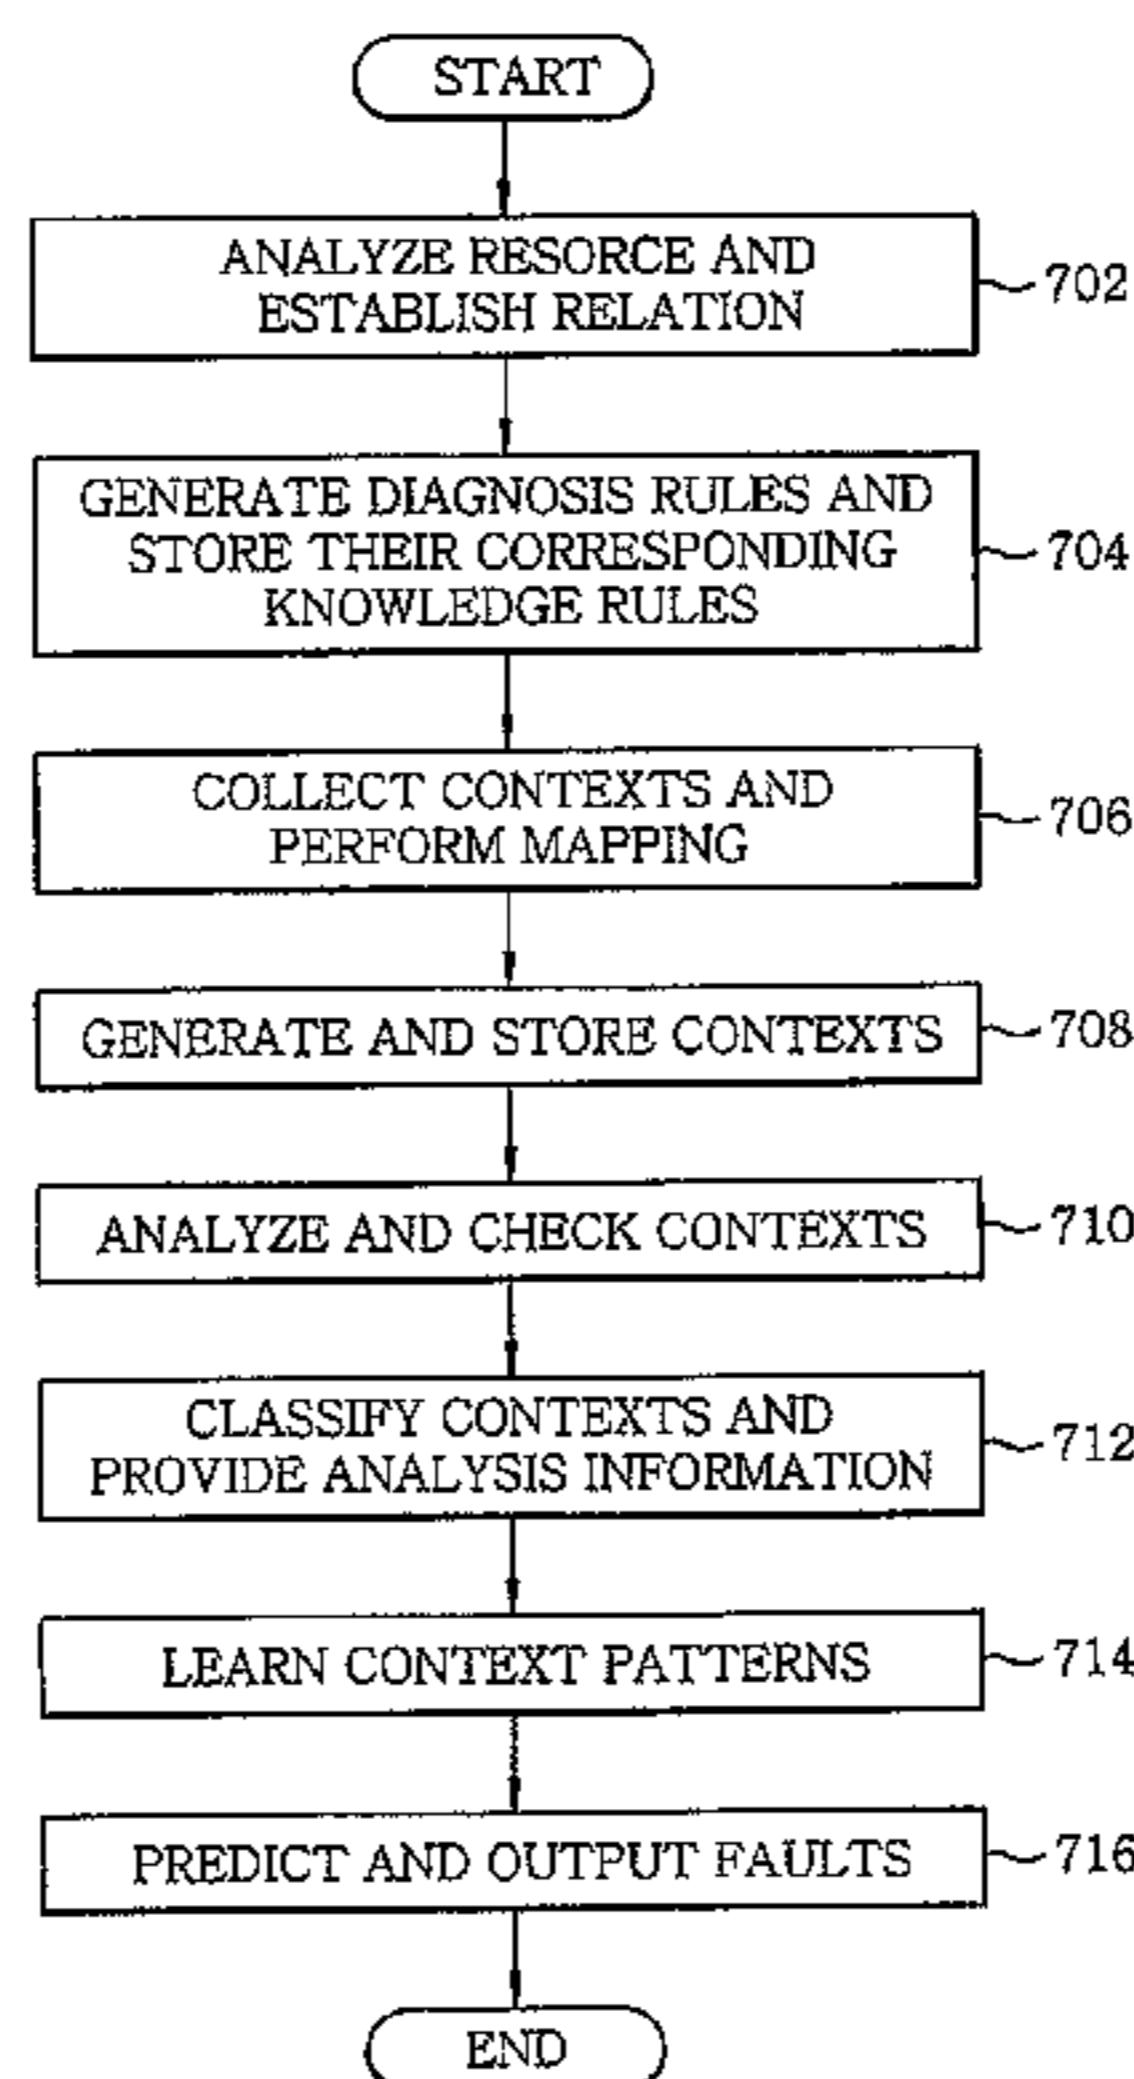 START
ANALYZE RESORCE AND
ESTABLISH RELATION
702
GENERATE DIAGNOSIS RULES AND
STORE THEIR CORRESPONDING
KNOWLEDGE RULES
704
COLLECT CONTEXTS AND
PERFORM MAPPING
706
GENERATE AND STORE CONTEXTS
708
ANALYZE AND CHECK CONTEXTS
710
CLASSIFY CONTEXTS AND
PROVIDE ANALYSIS INFORMATION
712
LEARN CONTEXT PATTERNS
714
PREDICT AND OUTPUT FAULTS
716
END